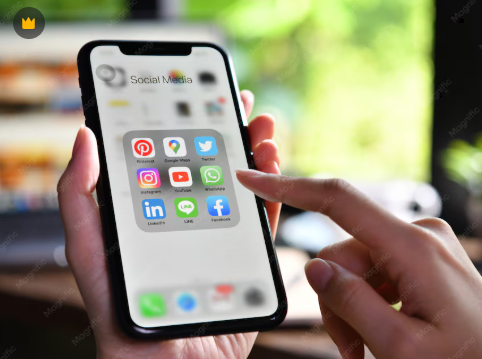 Social Media
Pinterest Google Maps Twitter
Instagram YouTube WhatsApp
LinkedIn LINE Facebook